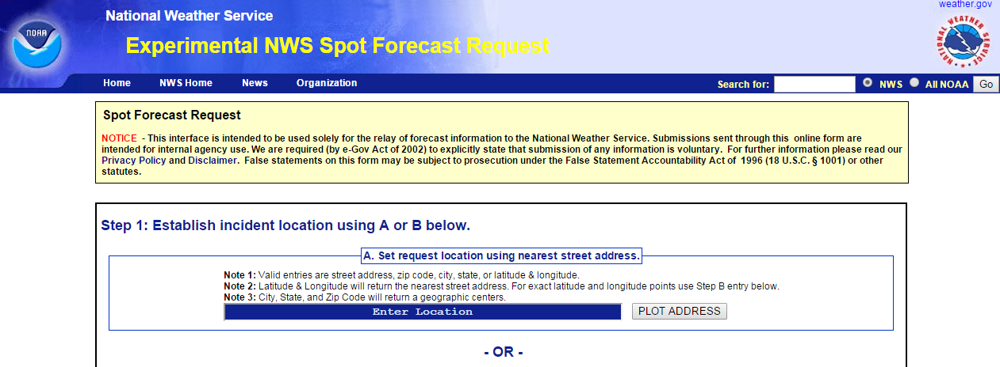 weather.gov
National Weather Service
NOAA
Experimental NWS Spot Forecast Request
NATIONAL WEATHER SERVICE
Home NWS Home News Organization Search for: NWS All NOAA Go
Spot Forecast Request
NOTICE - This interface is intended to be used solely for the relay of forecast information to the National Weather Service. Submissions sent through this online form are
intended for internal agency use. We are required (by e-Gov Act of 2002) to explicitly state that submission of any information is voluntary. For further information please read our
Privacy Policy and Disclaimer. False statements on this form may be subject to prosecution under the False Statement Accountability Act of 1996 (18 U.S.C. § 1001) or other
statutes.
Step 1: Establish incident location using A or B below.
A. Set request location using nearest street address.
Note 1: Valid entries are street address, zip code, city, state, or latitude & longitude.
Note 2: Latitude & Longitude will return the nearest street address. For exact latitude and longitude points use Step B entry below.
Note 3: City, State, and Zip Code will return a geographic centers.
Enter Location PLOT ADDRESS
- OR -